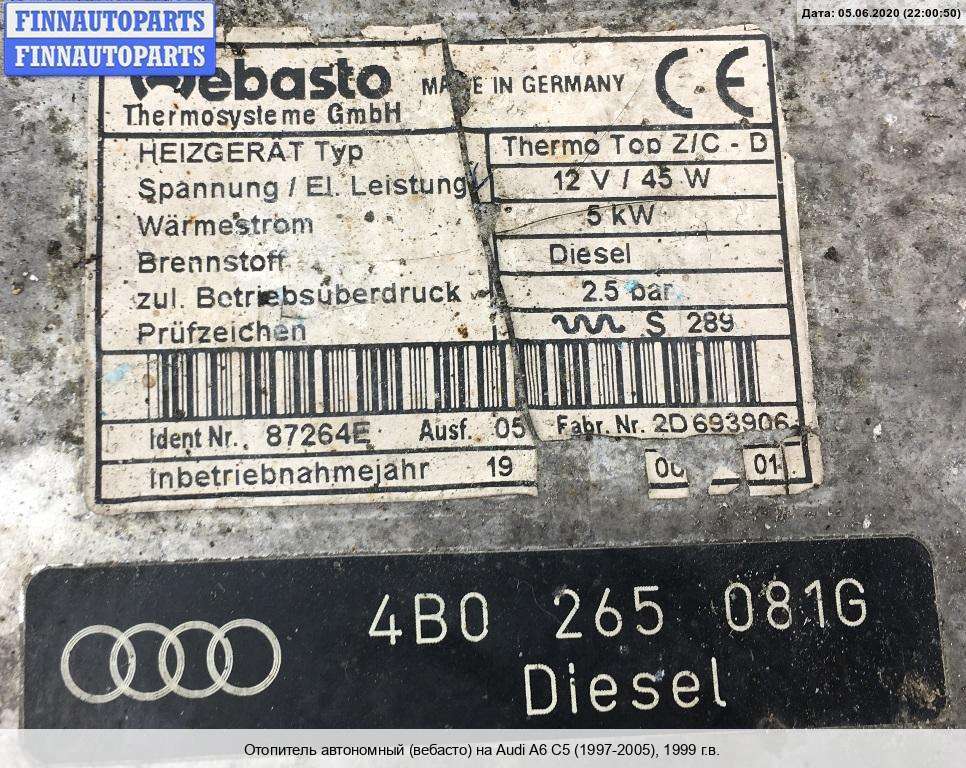 FINNAUTOPARTS
FINNAUTOPARTS
Дата: 05.06.2020 (22:00:50)
Webasto MADE IN GERMANY CE
Thermosysteme GmbH
HEIZGERÄT Typ Thermo Top Z/C - D
Spannung / El. Leistung 12 V / 45 W
Wärmestrom 5 kW
Brennstoff Diesel
zul. Betriebsüberdruck 2.5 bar
Prüfzeichen S 289
Ident Nr. 87264E Ausf. 05 Fabr. Nr. 2D693906
Inbetriebnahmejahr 19 00 01
4B0 265 081G
Diesel
Отопитель автономный (вебасто) на Audi A6 C5 (1997-2005), 1999 г.в.